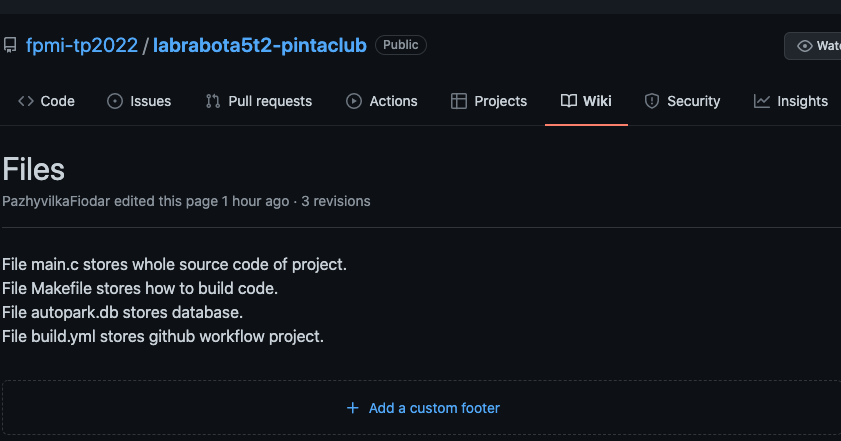 fpmi-tp2022 / labrabota5t2-pintaclub Public
Code Issues Pull requests Actions Projects Wiki Security Insights
Files
PazhyvilkaFiodar edited this page 1 hour ago · 3 revisions
File main.c stores whole source code of project.
File Makefile stores how to build code.
File autopark.db stores database.
File build.yml stores github workflow project.
+ Add a custom footer